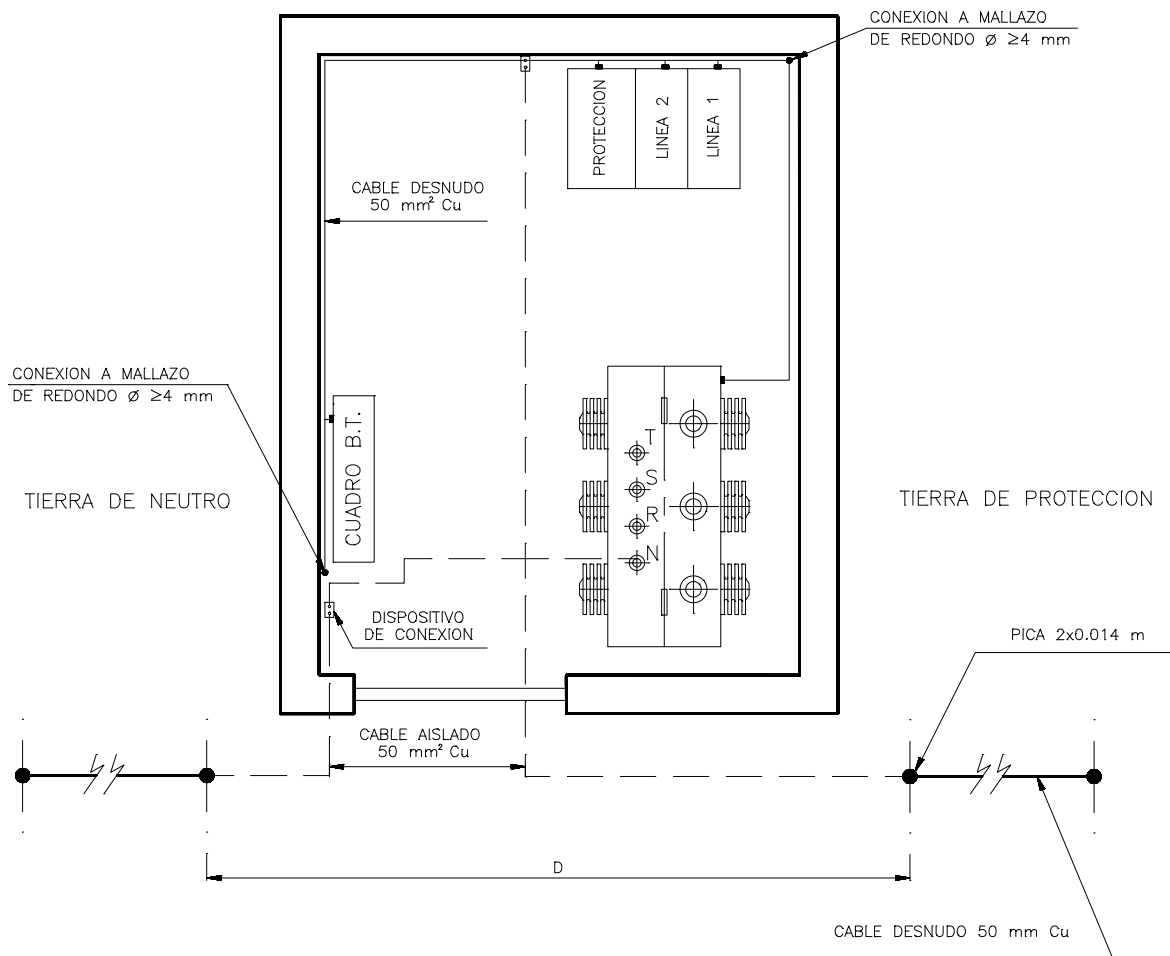 CONEXION A MALLAZO
DE REDONDO Ø ≥4 mm
PROTECCION
LINEA 2
LINEA 1
CABLE DESNUDO
50 mm² Cu
CONEXION A MALLAZO
DE REDONDO Ø ≥4 mm
CUADRO B.T.
T
S
R
N
TIERRA DE NEUTRO
TIERRA DE PROTECCION
DISPOSITIVO
DE CONEXION
PICA 2x0.014 m
CABLE AISLADO
50 mm² Cu
D
CABLE DESNUDO 50 mm Cu